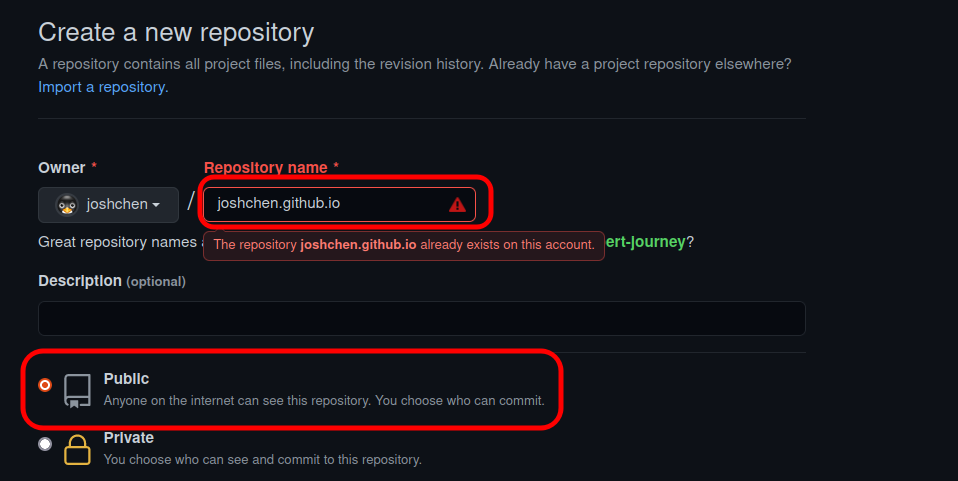 Create a new repository
A repository contains all project files, including the revision history. Already have a project repository elsewhere?
Import a repository.
Owner * Repository name *
joshchen / joshchen.github.io
The repository joshchen.github.io already exists on this account.
Great repository names ert-journey?
Description (optional)
Public
Anyone on the internet can see this repository. You choose who can commit.
Private
You choose who can see and commit to this repository.